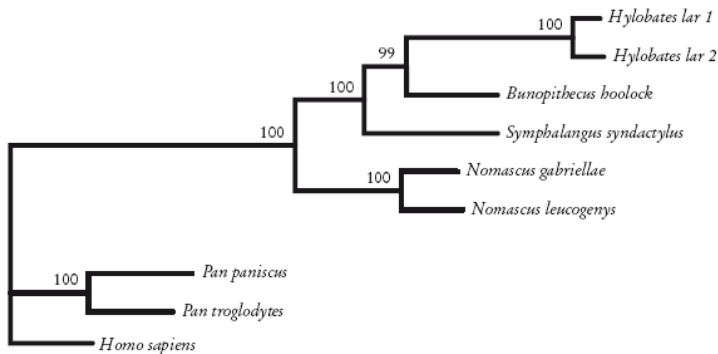 100
Hylobates lar 1
99
Hylobates lar 2
100
Bunopithecus hoolock
100
Symphalangus syndactylus
100
Nomascus gabriellae
Nomascus leucogenys
100
Pan paniscus
Pan troglodytes
Homo sapiens